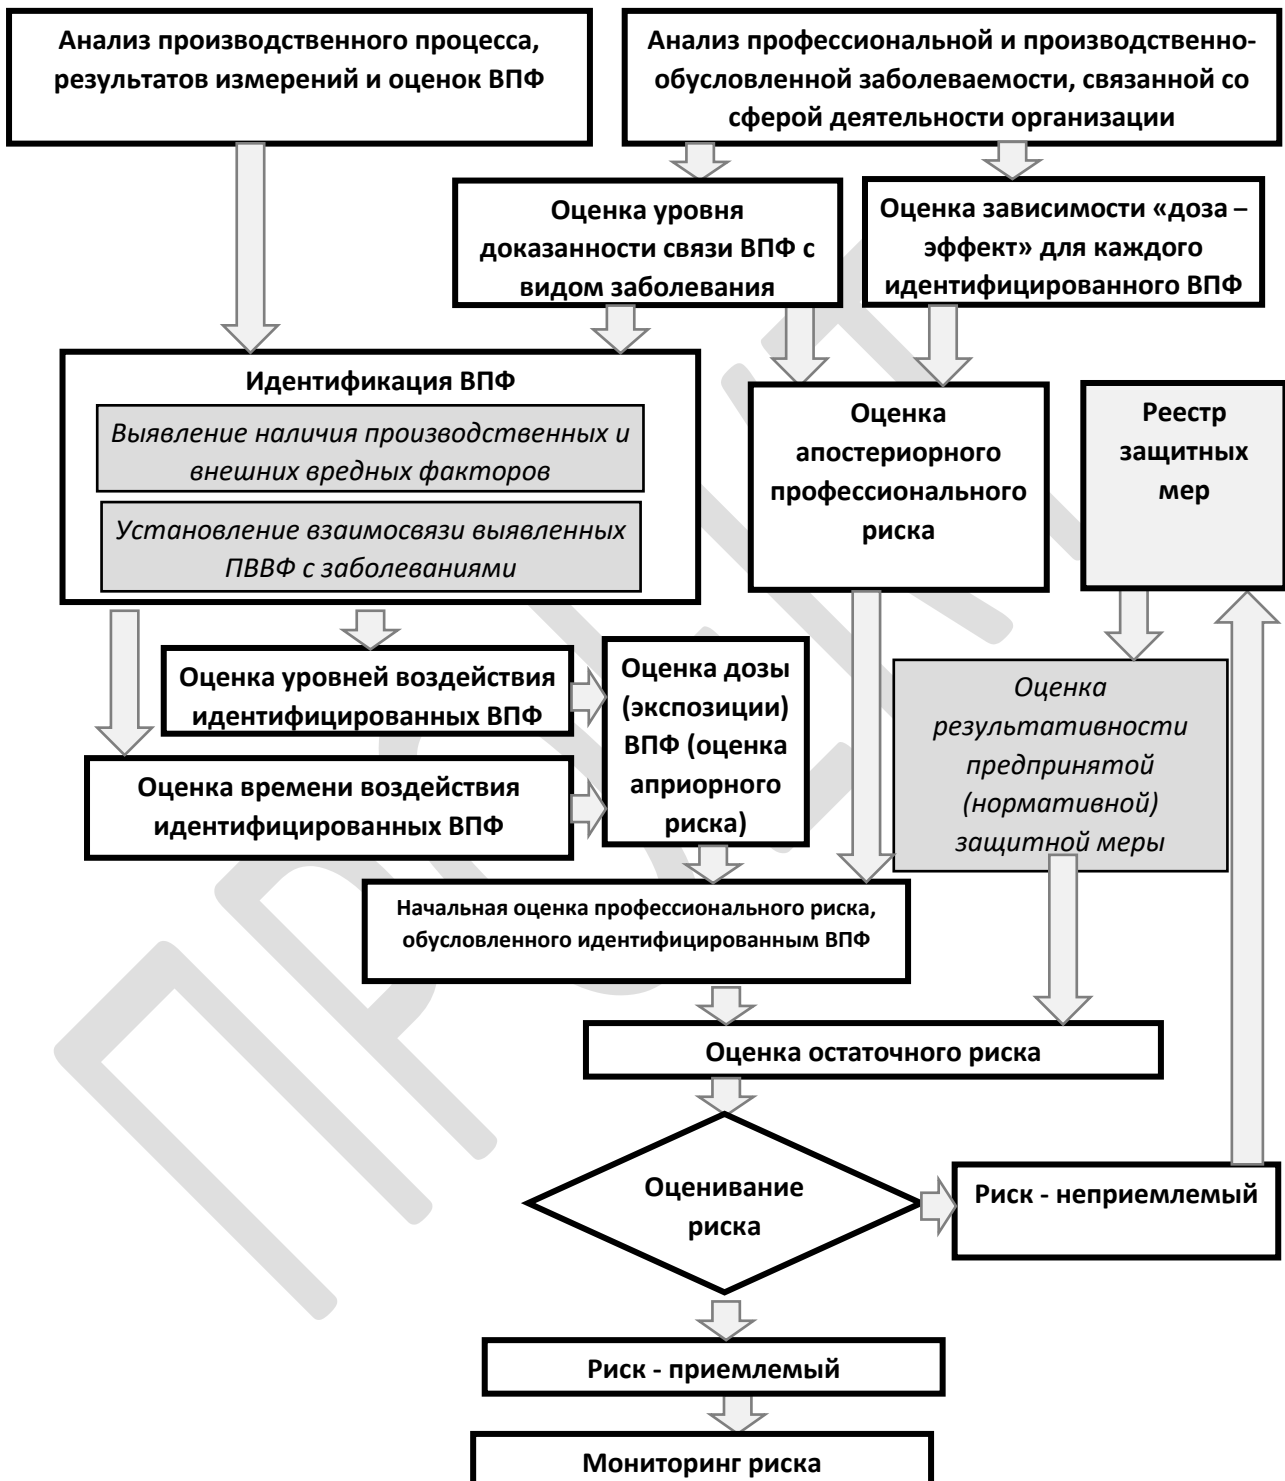 Анализ производственного процесса,
результатов измерений и оценок ВПФ
Анализ профессиональной и производственно-
обусловленной заболеваемости, связанной со
сферой деятельности организации
Оценка уровня
доказанности связи ВПФ с
видом заболевания
Оценка зависимости «доза –
эффект» для каждого
идентифицированного ВПФ
Идентификация ВПФ
Выявление наличия производственных и
внешних вредных факторов
Установление взаимосвязи выявленных
ПВВФ с заболеваниями
Оценка
апостериорного
профессионального
риска
Реестр
защитных
мер
Оценка уровней воздействия
идентифицированных ВПФ
Оценка времени воздействия
идентифицированных ВПФ
Оценка дозы
(экспозиции)
ВПФ (оценка
априорного
риска)
Оценка
результативности
предпринятой
(нормативной)
защитной меры
Начальная оценка профессионального риска,
обусловленного идентифицированным ВПФ
Оценка остаточного риска
Оценивание
риска
Риск - неприемлемый
Риск - приемлемый
Мониторинг риска
ПРОЕКТ